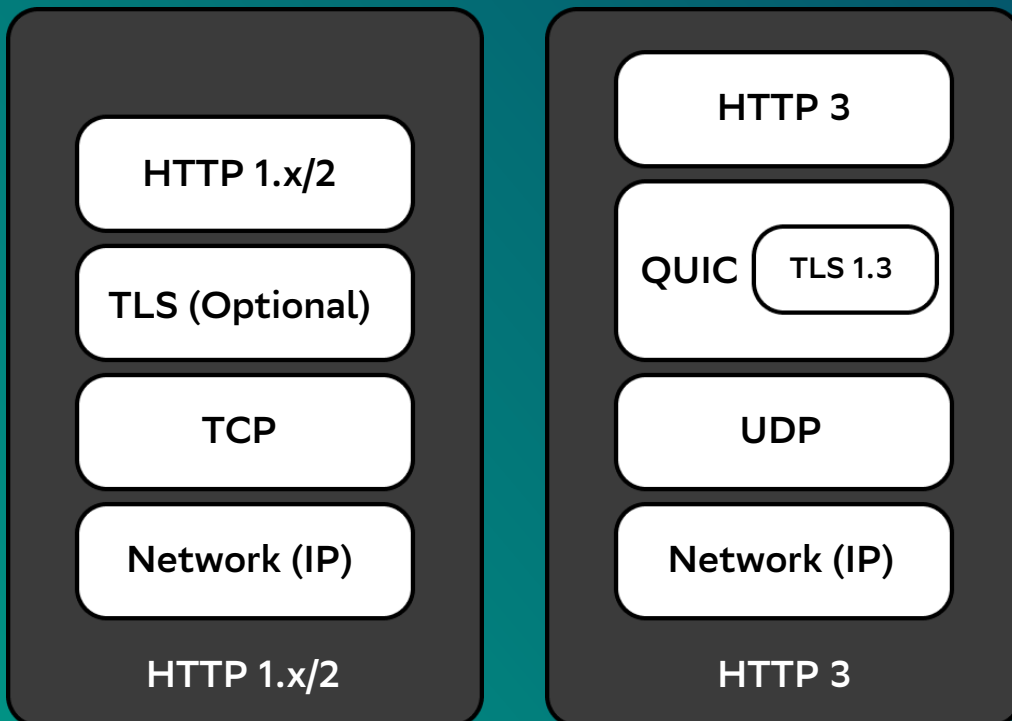 HTTP 1.x/2
TLS (Optional)
TCP
Network (IP)
HTTP 1.x/2
HTTP 3
QUIC
TLS 1.3
UDP
Network (IP)
HTTP 3